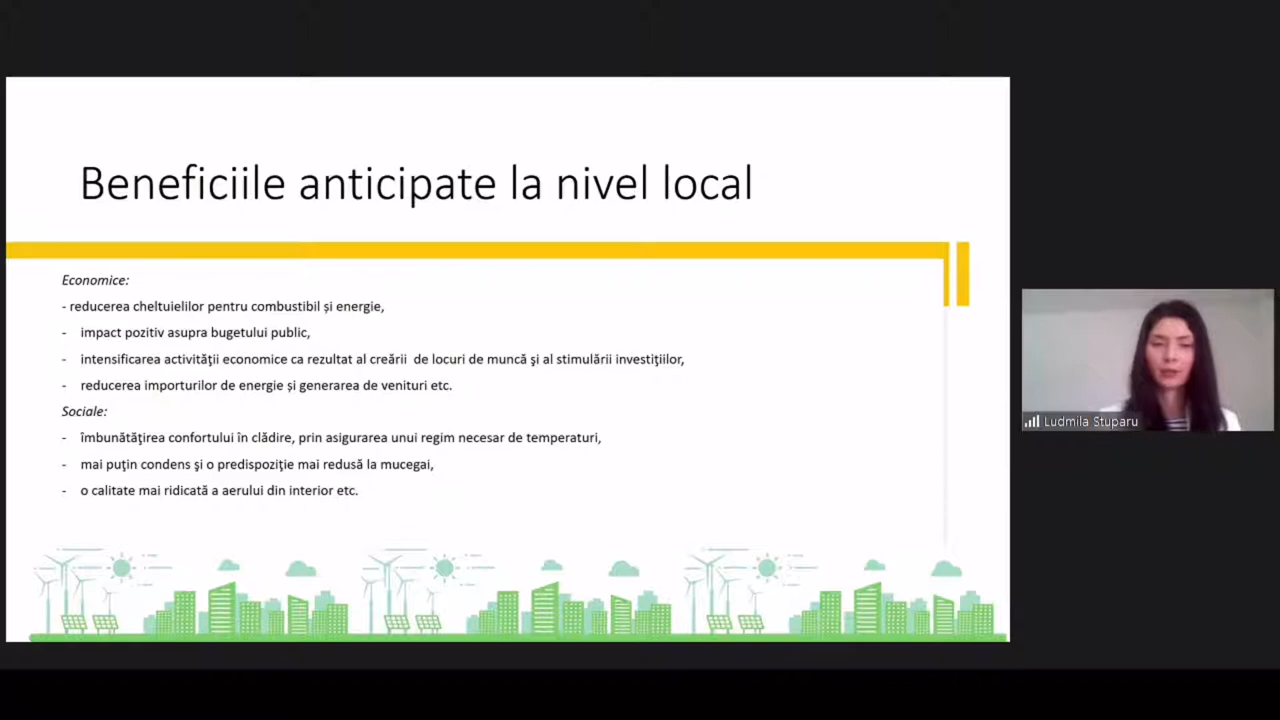 Beneficiile anticipate la nivel local
Economice:
- reducerea cheltuielilor pentru combustibil și energie,
- impact pozitiv asupra bugetului public,
- intensificarea activităţii economice ca rezultat al creării de locuri de muncă şi al stimulării investiţiilor,
- reducerea importurilor de energie și generarea de venituri etc.
Sociale:
- îmbunătăţirea confortului în clădire, prin asigurarea unui regim necesar de temperaturi,
- mai puţin condens şi o predispoziţie mai redusă la mucegai,
- o calitate mai ridicată a aerului din interior etc.
Ludmila Stuparu